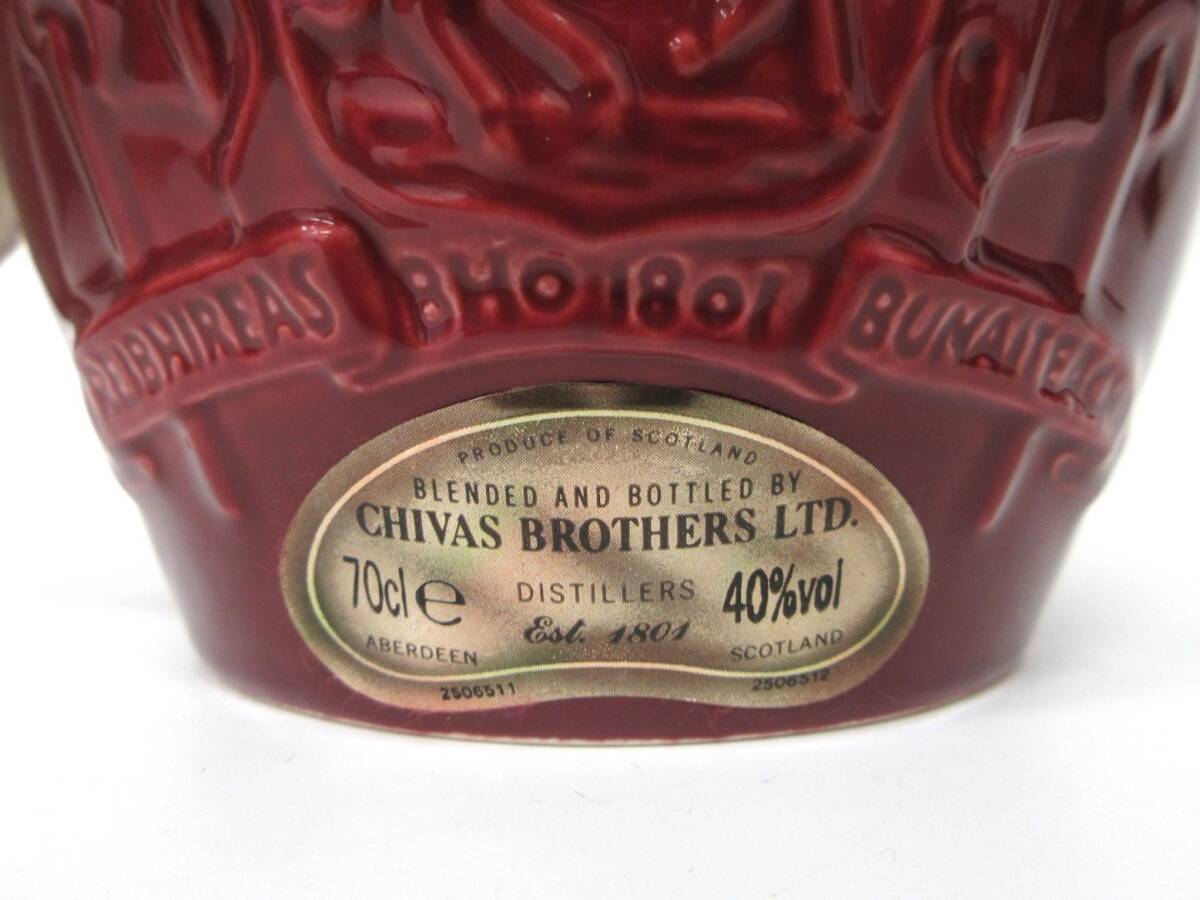 BHO 1801
PRODUCE OF SCOTLAND
BLENDED AND BOTTLED BY
CHIVAS BROTHERS LTD.
70cl e DISTILLERS 40%vol
Est. 1801
ABERDEEN SCOTLAND
2506511 2506512